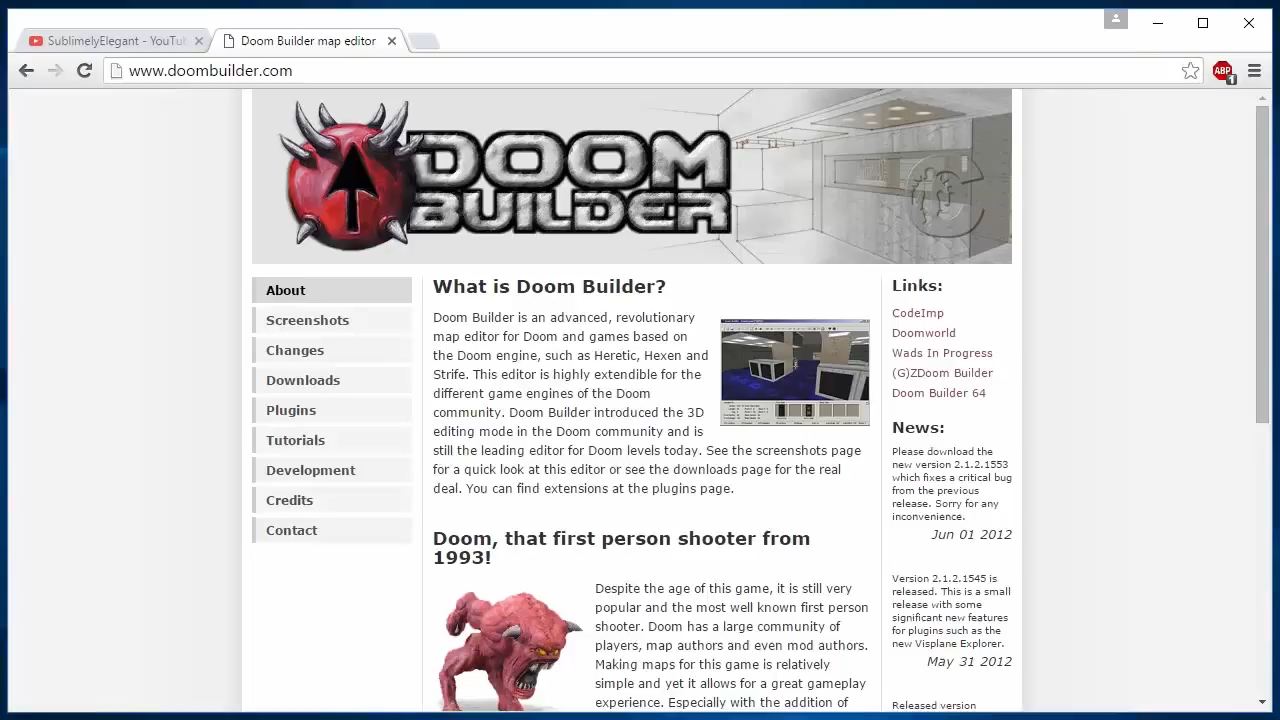 SublimelyElegant - YouTu
Doom Builder map editor
www.doombuilder.com
ABP
1
DOOM
BUILDER
About
Screenshots
Changes
Downloads
Plugins
Tutorials
Development
Credits
Contact
What is Doom Builder?
Doom Builder is an advanced, revolutionary
map editor for Doom and games based on
the Doom engine, such as Heretic, Hexen and
Strife. This editor is highly extendible for the
different game engines of the Doom
community. Doom Builder introduced the 3D
editing mode in the Doom community and is
still the leading editor for Doom levels today. See the screenshots page
for a quick look at this editor or see the downloads page for the real
deal. You can find extensions at the plugins page.
Doom, that first person shooter from
1993!
Despite the age of this game, it is still very
popular and the most well known first person
shooter. Doom has a large community of
players, map authors and even mod authors.
Making maps for this game is relatively
simple and yet it allows for a great gameplay
experience. Especially with the addition of
Links:
CodeImp
Doomworld
Wads In Progress
(G)ZDoom Builder
Doom Builder 64
News:
Please download the
new version 2.1.2.1553
which fixes a critical bug
from the previous
release. Sorry for any
inconvenience.
Jun 01 2012
Version 2.1.2.1545 is
released. This is a small
release with some
significant new features
for plugins such as the
new Visplane Explorer.
May 31 2012
Released version